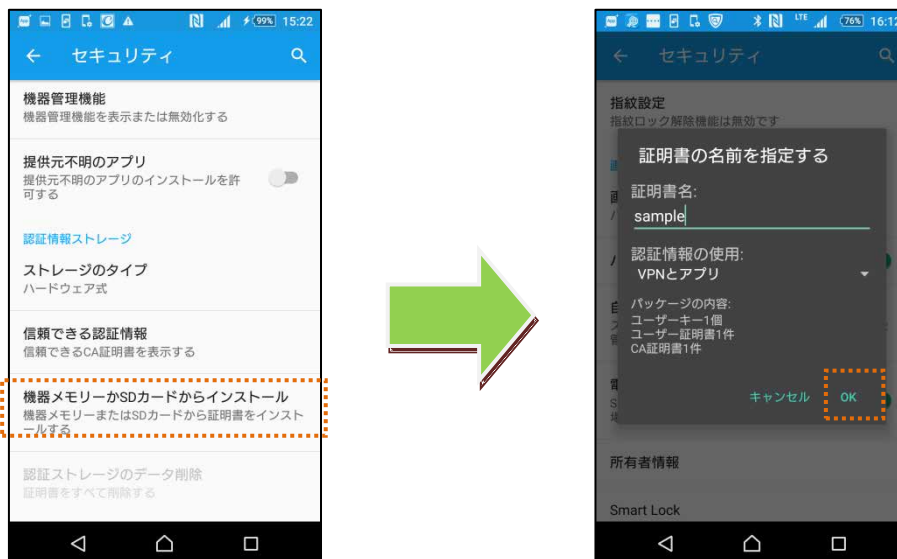 99% 15:22
セキュリティ
機器管理機能
機器管理機能を表示または無効化する
提供元不明のアプリ
提供元不明のアプリのインストールを許
可する
認証情報ストレージ
ストレージのタイプ
ハードウェア式
信頼できる認証情報
信頼できるCA証明書を表示する
機器メモリーかSDカードからインストール
機器メモリーまたはSDカードから証明書をインスト
ールする
認証ストレージのデータ削除
証明書をすべて削除する
LTE 76% 16:12
セキュリティ
指紋設定
指紋ロック解除機能は無効です
証明書の名前を指定する
証明書名:
sample
認証情報の使用:
VPNとアプリ
パッケージの内容:
ユーザーキー1個
ユーザー証明書1件
CA証明書1件
キャンセル OK
所有者情報
Smart Lock